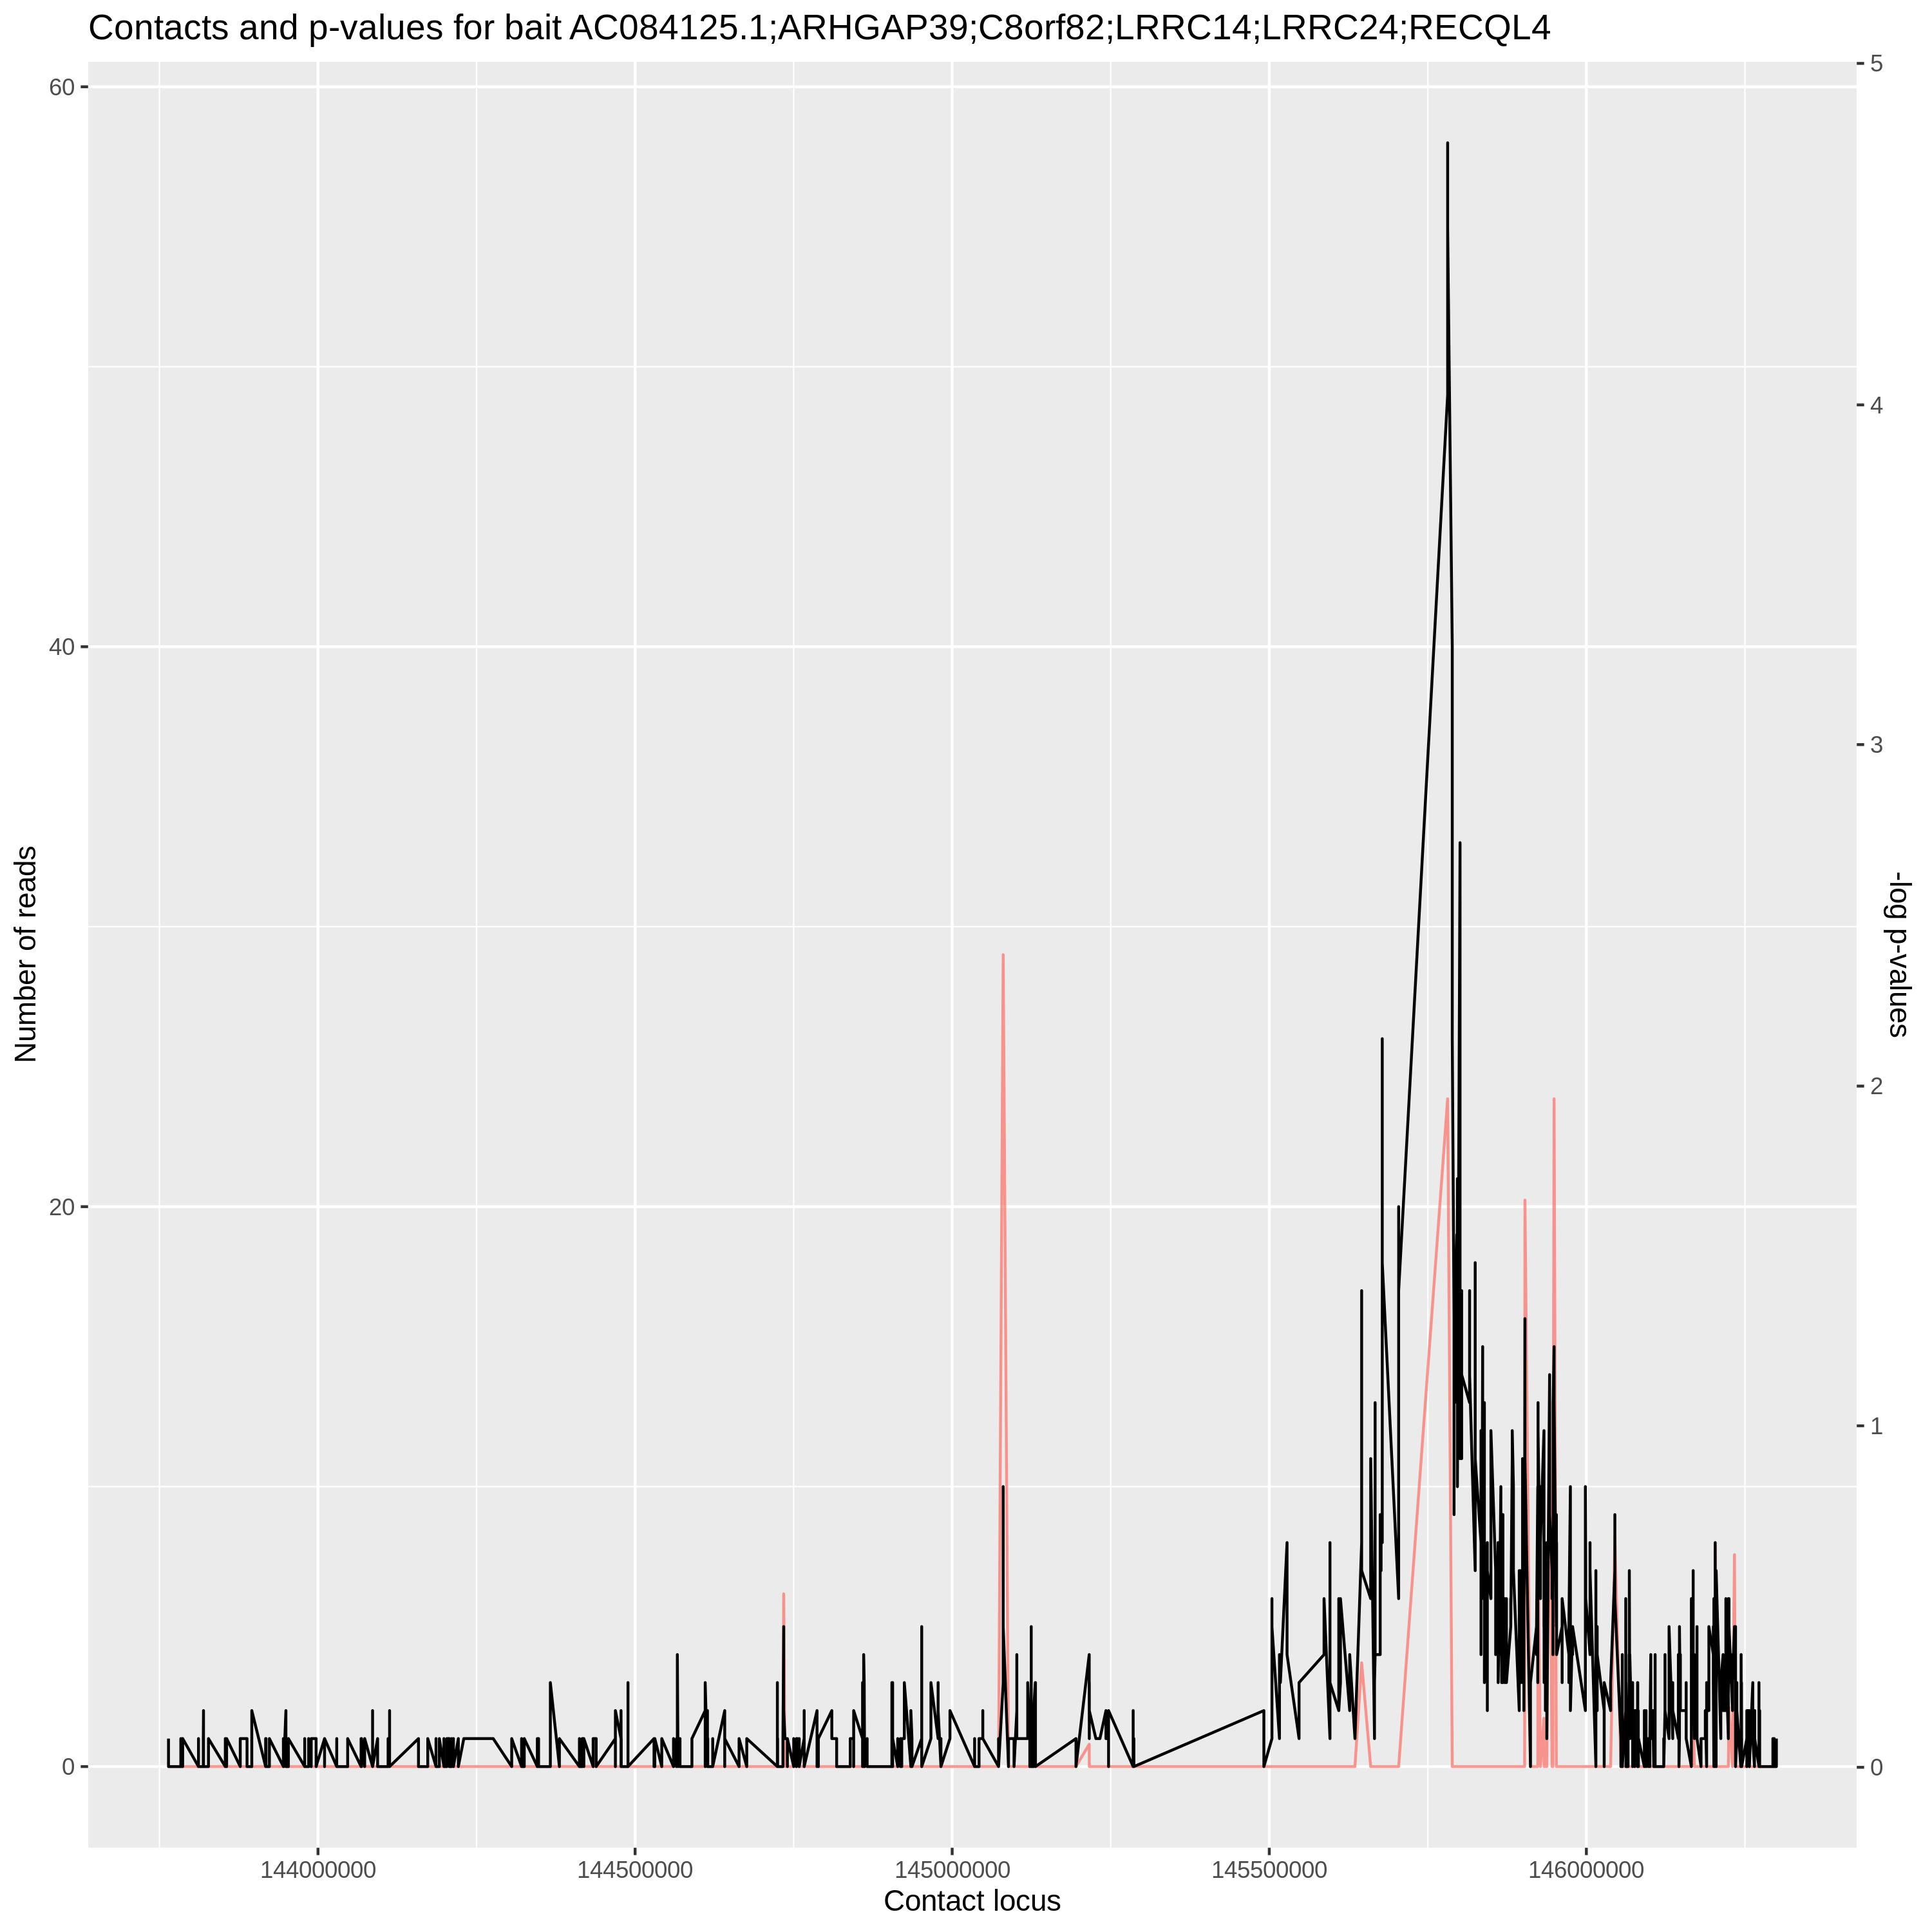 Contacts and p-values for bait AC084125.1;ARHGAP39;C8orf82;LRRC14;LRRC24;RECQL4
60
40
20
0
Number of reads
5
4
3
2
1
0
-log p-values
144000000 144500000 145000000 145500000 146000000
Contact locus